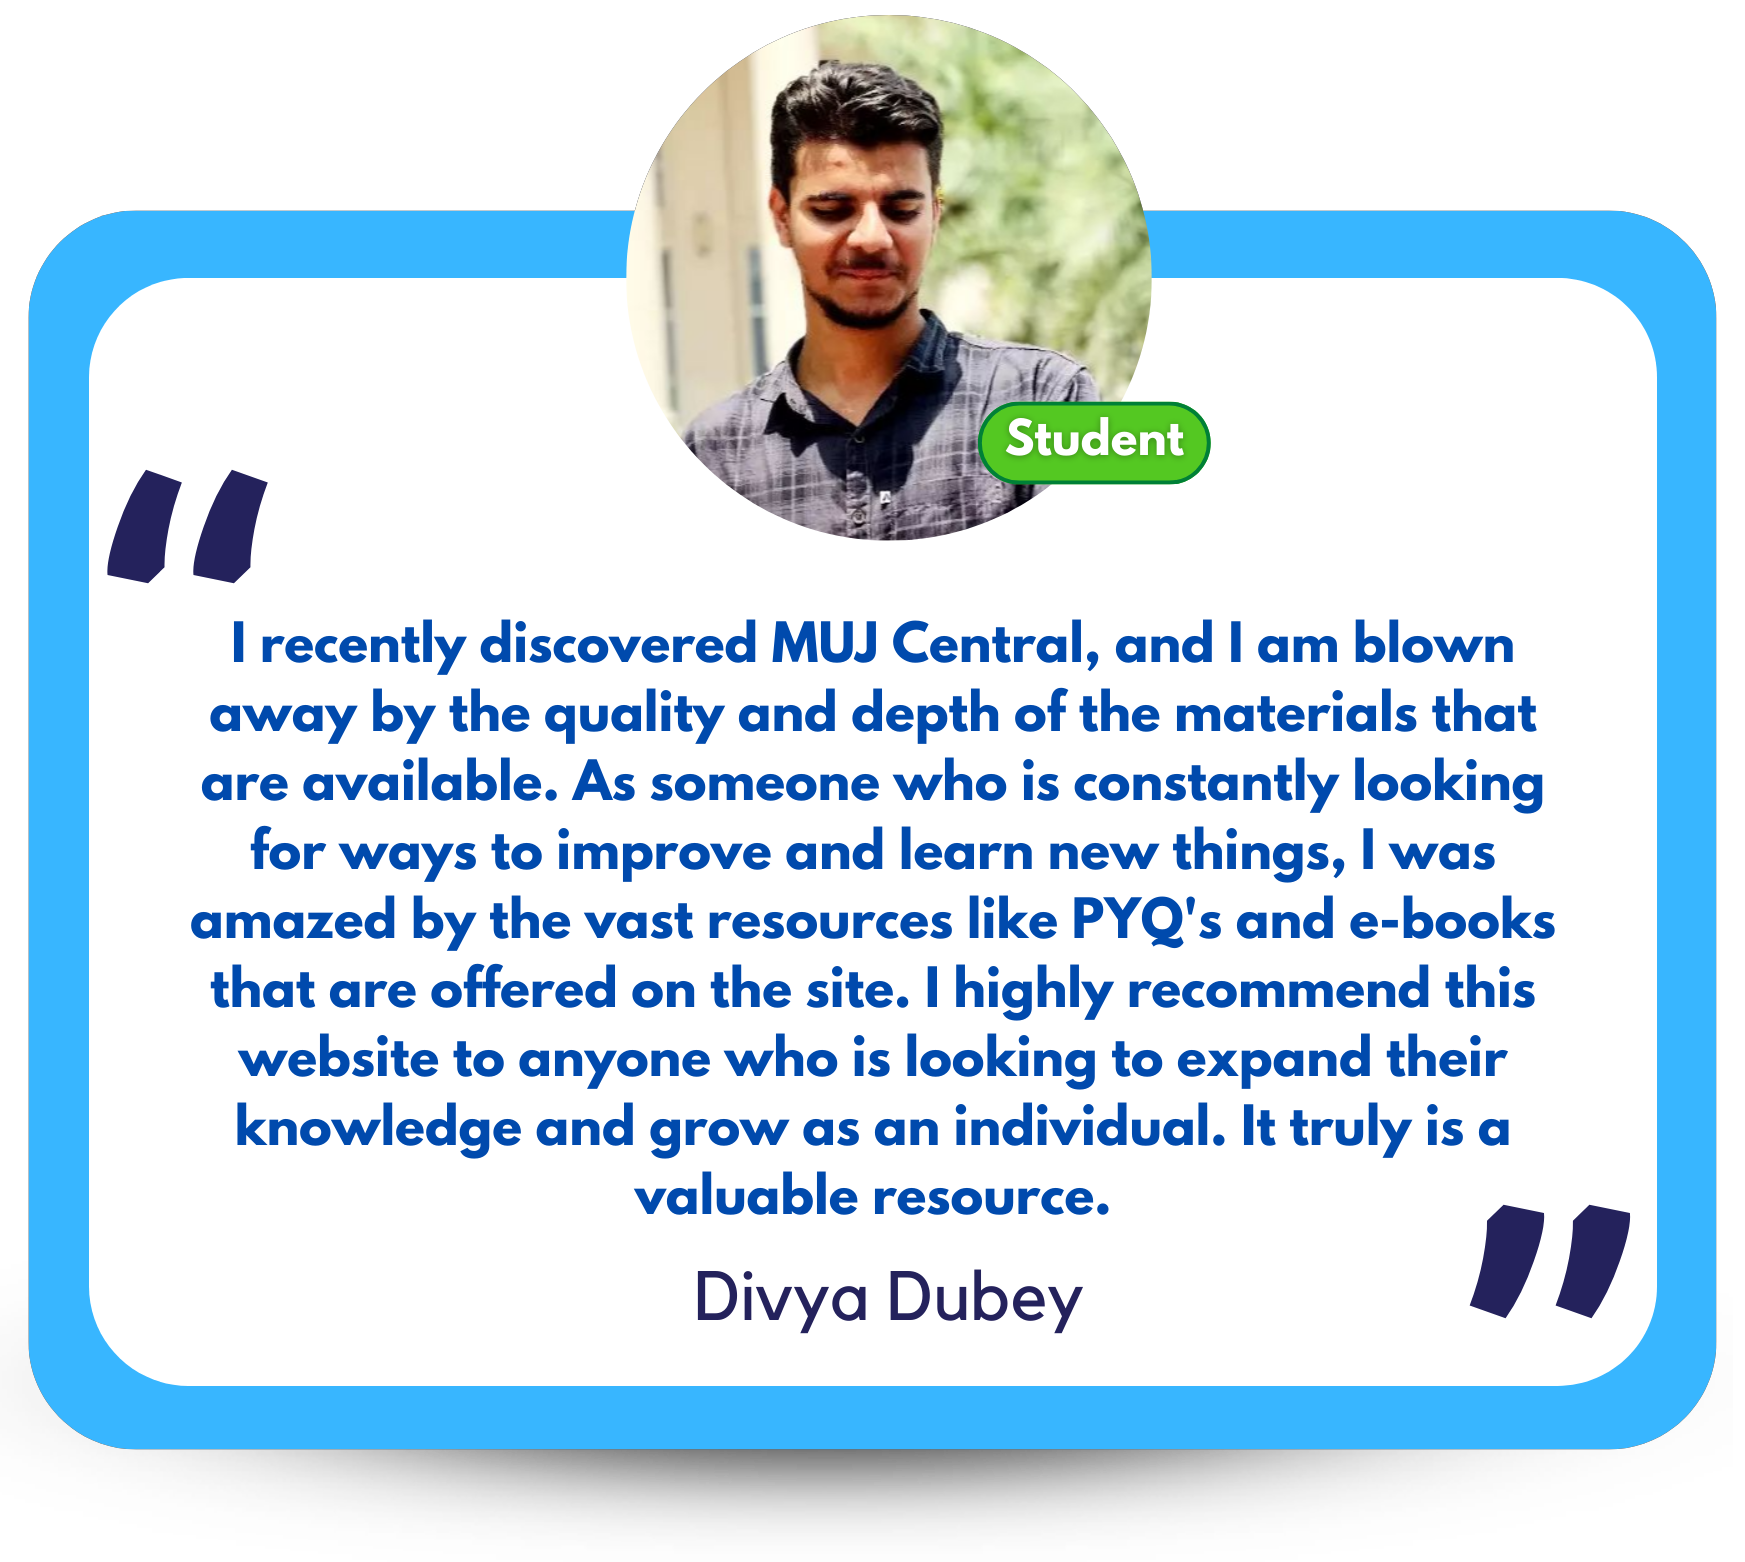 Student
I recently discovered MUJ Central, and I am blown
away by the quality and depth of the materials that
are available. As someone who is constantly looking
for ways to improve and learn new things, I was
amazed by the vast resources like PYQ's and e-books
that are offered on the site. I highly recommend this
website to anyone who is looking to expand their
knowledge and grow as an individual. It truly is a
valuable resource.
Divya Dubey